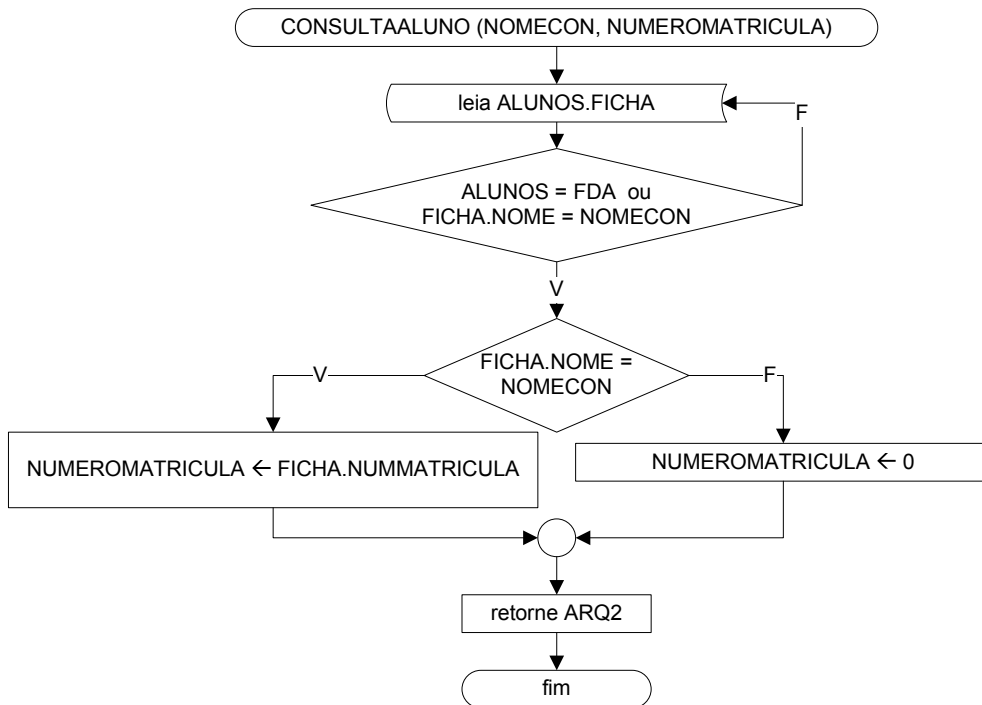 CONSULTAALUNO (NOMECON, NUMEROMATRICULA)
leia ALUNOS.FICHA
F
ALUNOS = FDA ou
FICHA.NOME = NOMECON
V
FICHA.NOME =
NOMECON
V
F
NUMEROMATRICULA ← FICHA.NUMMATRICULA
NUMEROMATRICULA ← 0
retorne ARQ2
fim